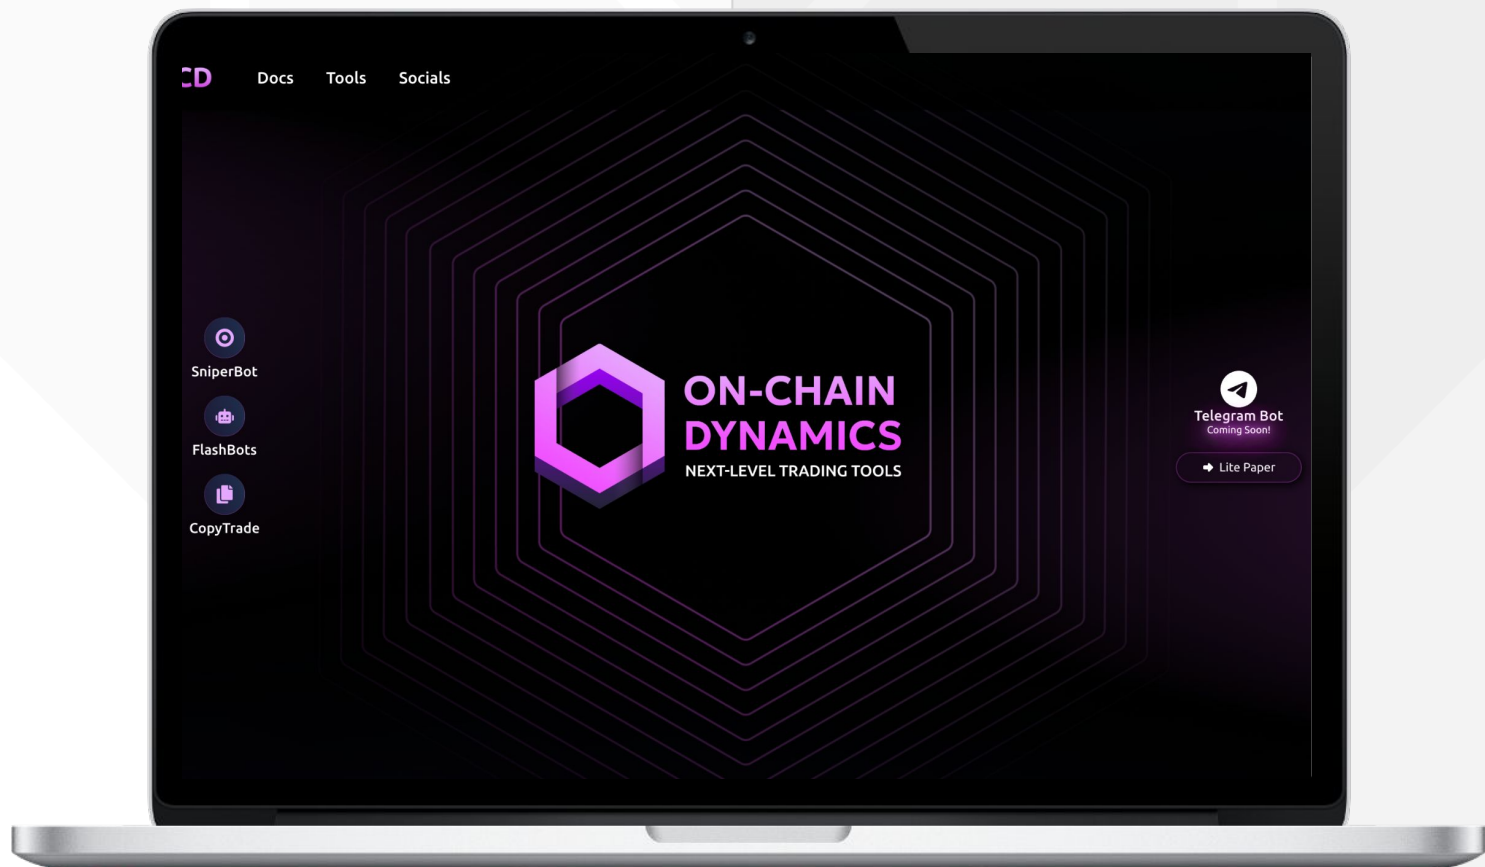 CD
Docs
Tools
Socials
SniperBot
FlashBots
CopyTrade
ON-CHAIN
DYNAMICS
NEXT-LEVEL TRADING TOOLS
Telegram Bot
Coming Soon!
Lite Paper